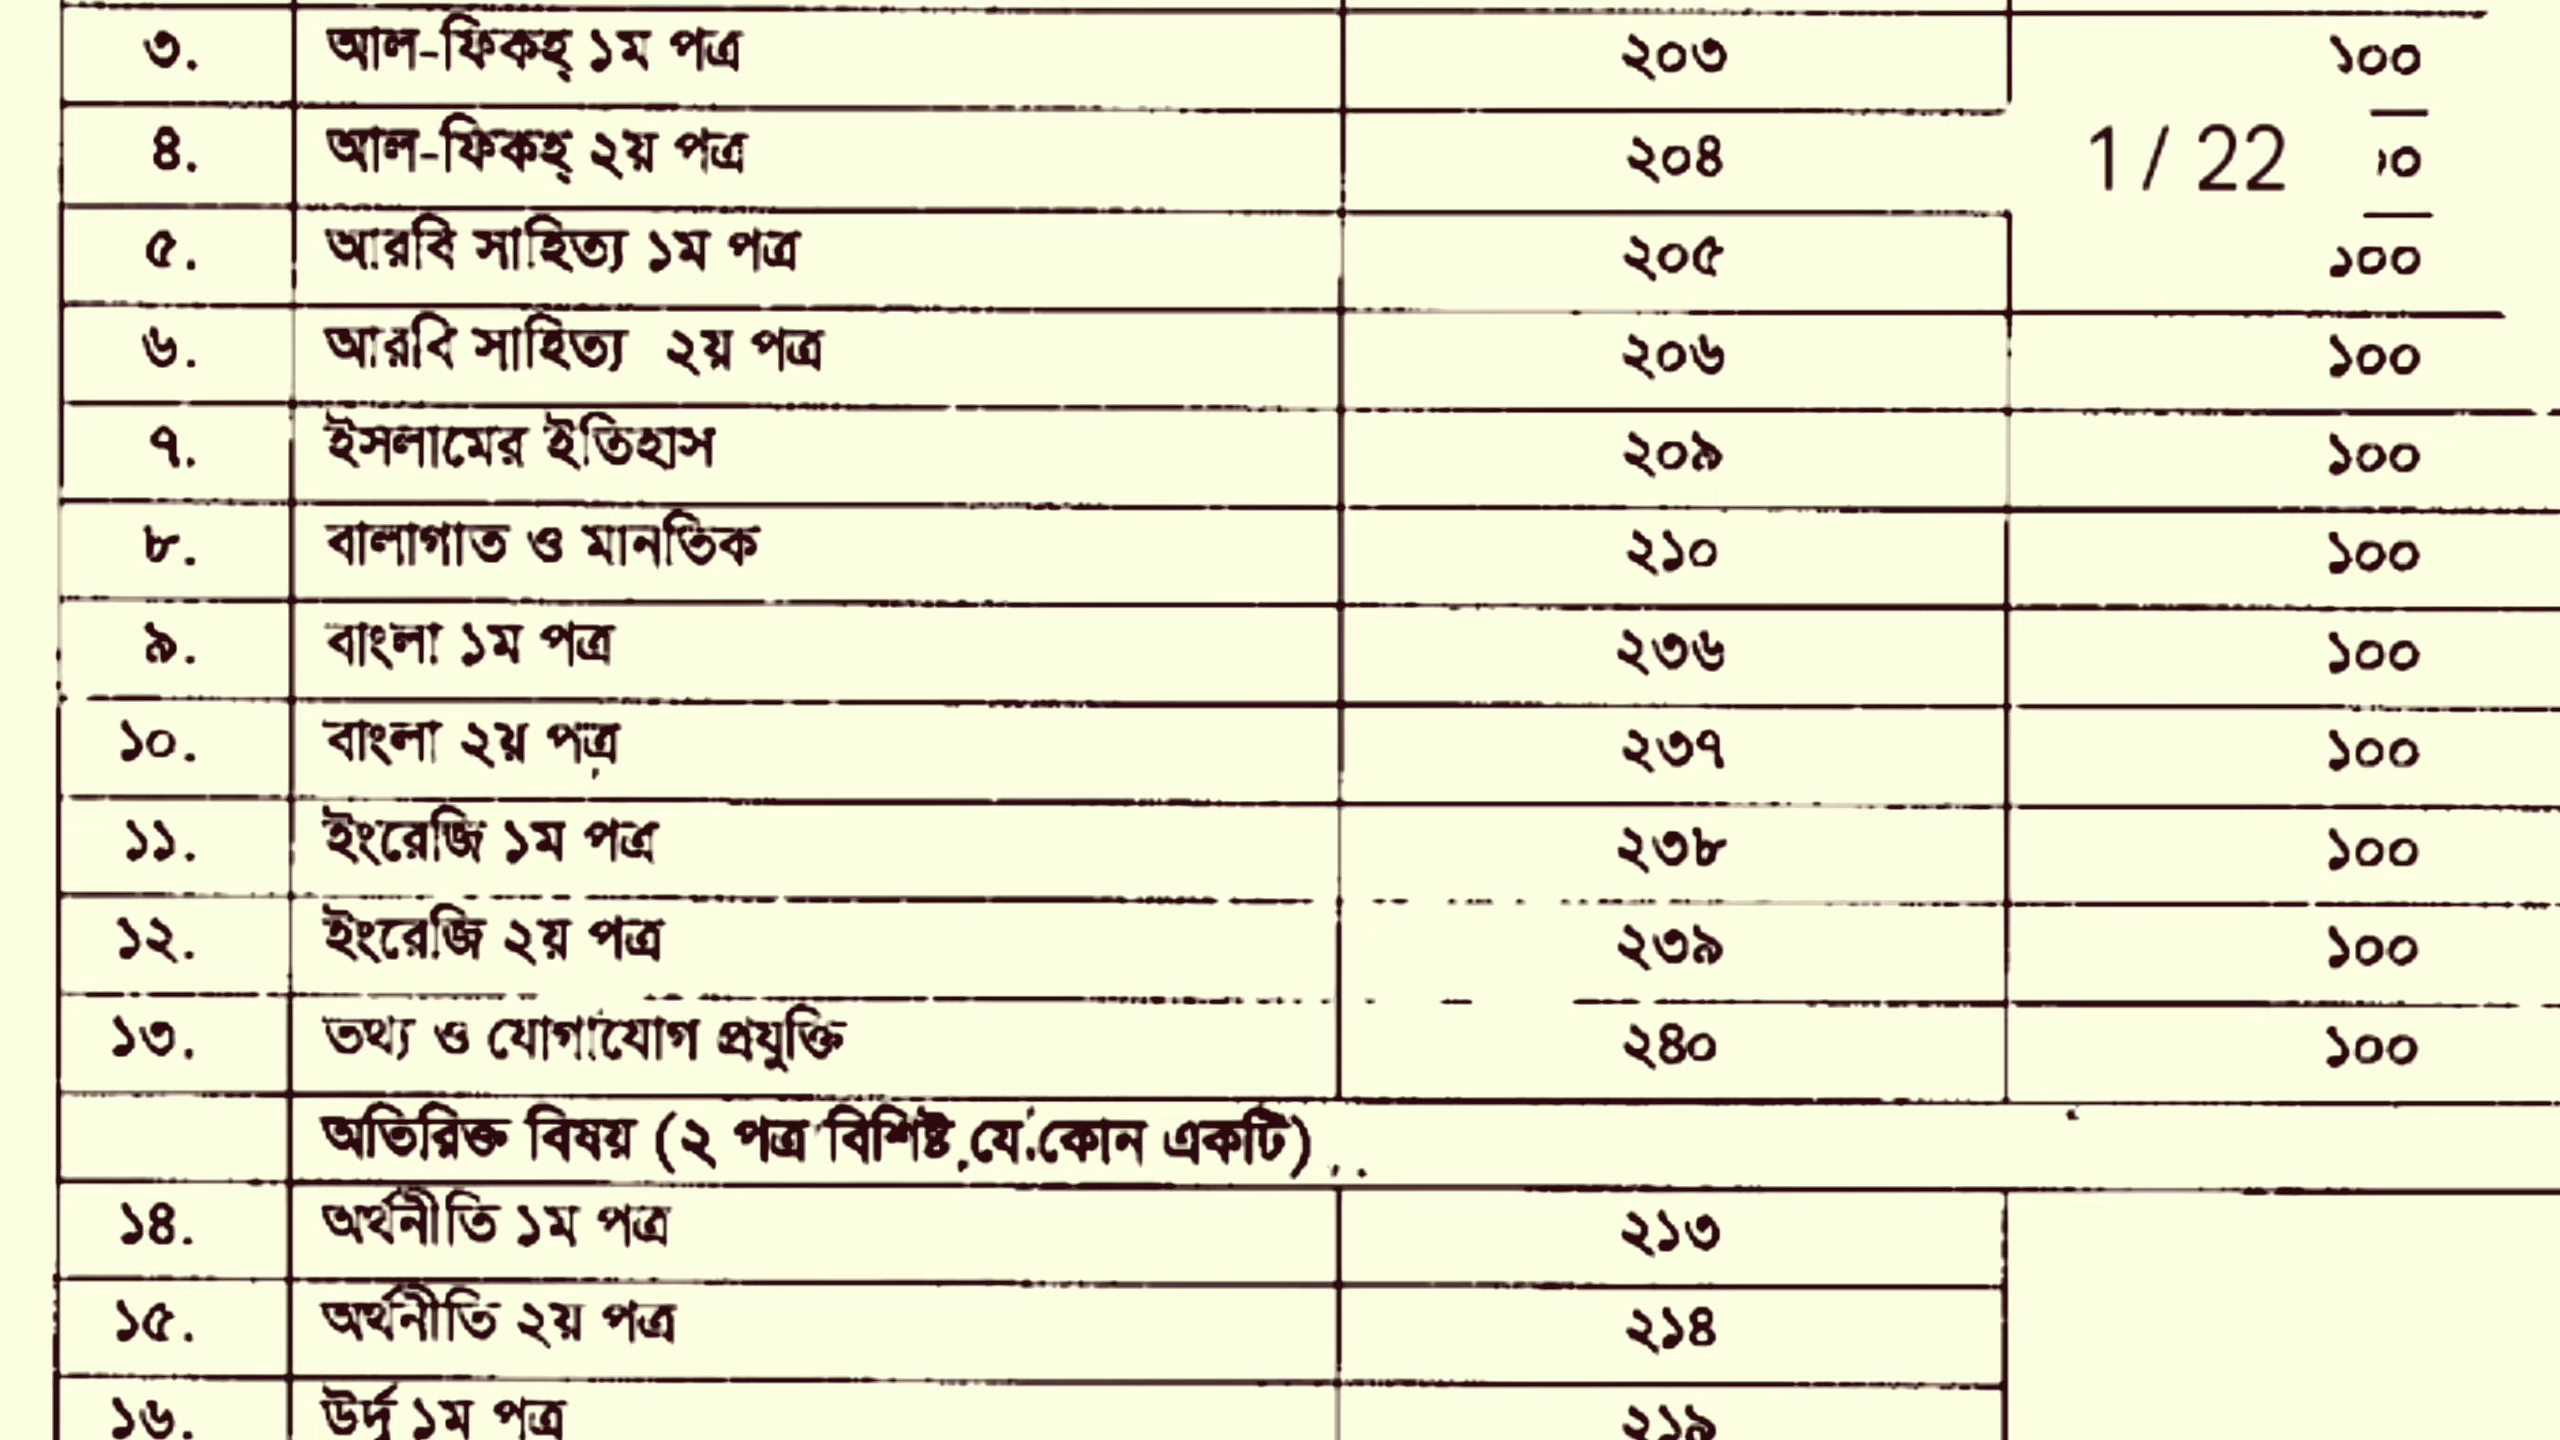 ৩. আল-ফিকহ্ ১ম পত্র ২০৩ ১০০
৪. আল-ফিকহ্ ২য় পত্র ২০৪ 1 / 22 ০
৫. আরবি সাহিত্য ১ম পত্র ২০৫ ১০০
৬. আরবি সাহিত্য ২য় পত্র ২০৬ ১০০
৭. ইসলামের ইতিহাস ২০৯ ১০০
৮. বালাগাত ও মানতিক ২১০ ১০০
৯. বাংলা ১ম পত্র ২৩৬ ১০০
১০. বাংলা ২য় পত্র ২৩৭ ১০০
১১. ইংরেজি ১ম পত্র ২৩৮ ১০০
১২. ইংরেজি ২য় পত্র ২৩৯ ১০০
১৩. তথ্য ও যোগাযোগ প্রযুক্তি ২৪০ ১০০
অতিরিক্ত বিষয় (২ পত্র বিশিষ্ট যে কোন একটি)
১৪. অর্থনীতি ১ম পত্র ২১৩
১৫. অর্থনীতি ২য় পত্র ২১৪
১৬. উর্দু ১ম পত্র ২১৯